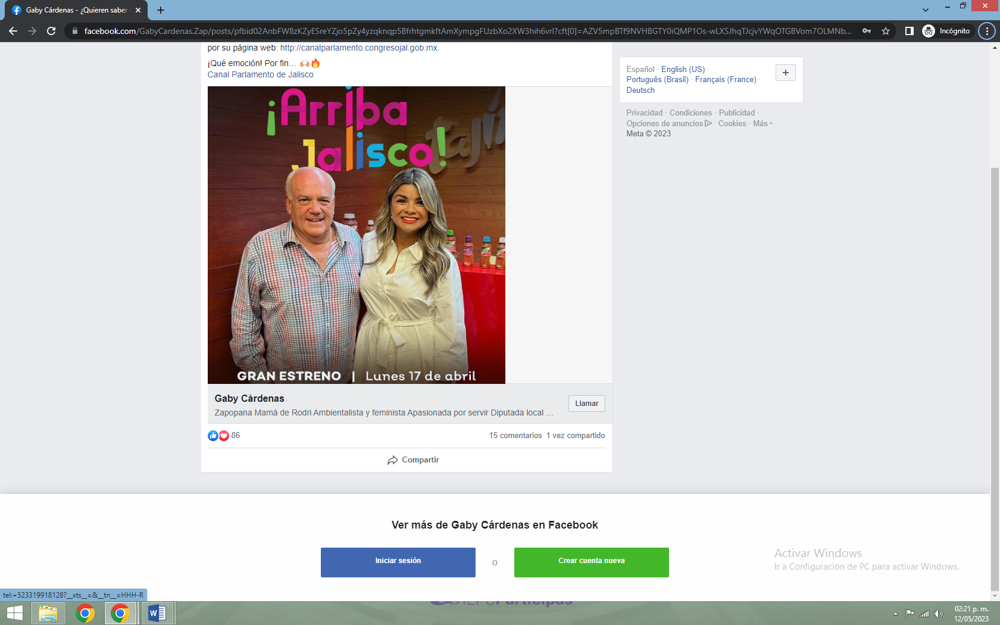 Gaby Cárdenas - ¿Quieren saber
facebook.com/GabyCardenas.Zap/posts/pfbid02AnbFW8zKZyESreYZjo5pZy4yzqknqp5BfrhtgmkftAmXympgFUzbXo2XW3hih6vrl?cft[0]=AZV5mpBTf9NVHBGTY0iQMP1Os-wLXSJhqTJcjvYWqOTGBVom7OLMNb...
Incógnito
por su página web: http://canalparlamento.congresojal.gob.mx.
¡Qué emoción! Por fin… 🙌🏼🔥
Canal Parlamento de Jalisco
Español · English (US) ·
Português (Brasil) · Français (France) ·
Deutsch
Privacidad · Condiciones · Publicidad ·
Opciones de anuncios · Cookies · Más
Meta © 2023
¡Arriba
Jalisco!
tajín
GRAN ESTRENO | Lunes 17 de abril
Gaby Cárdenas
Zapopana Mamá de Rodri Ambientalista y feminista Apasionada por servir Diputada local …
Llamar
86
15 comentarios 1 vez compartido
Compartir
Ver más de Gaby Cárdenas en Facebook
Iniciar sesión
o
Crear cuenta nueva
Activar Windows
Ir a Configuración de PC para activar Windows.
tel:+523319918128?__xts__=&__tn__=HHH-R
02:21 p. m.
12/05/2023